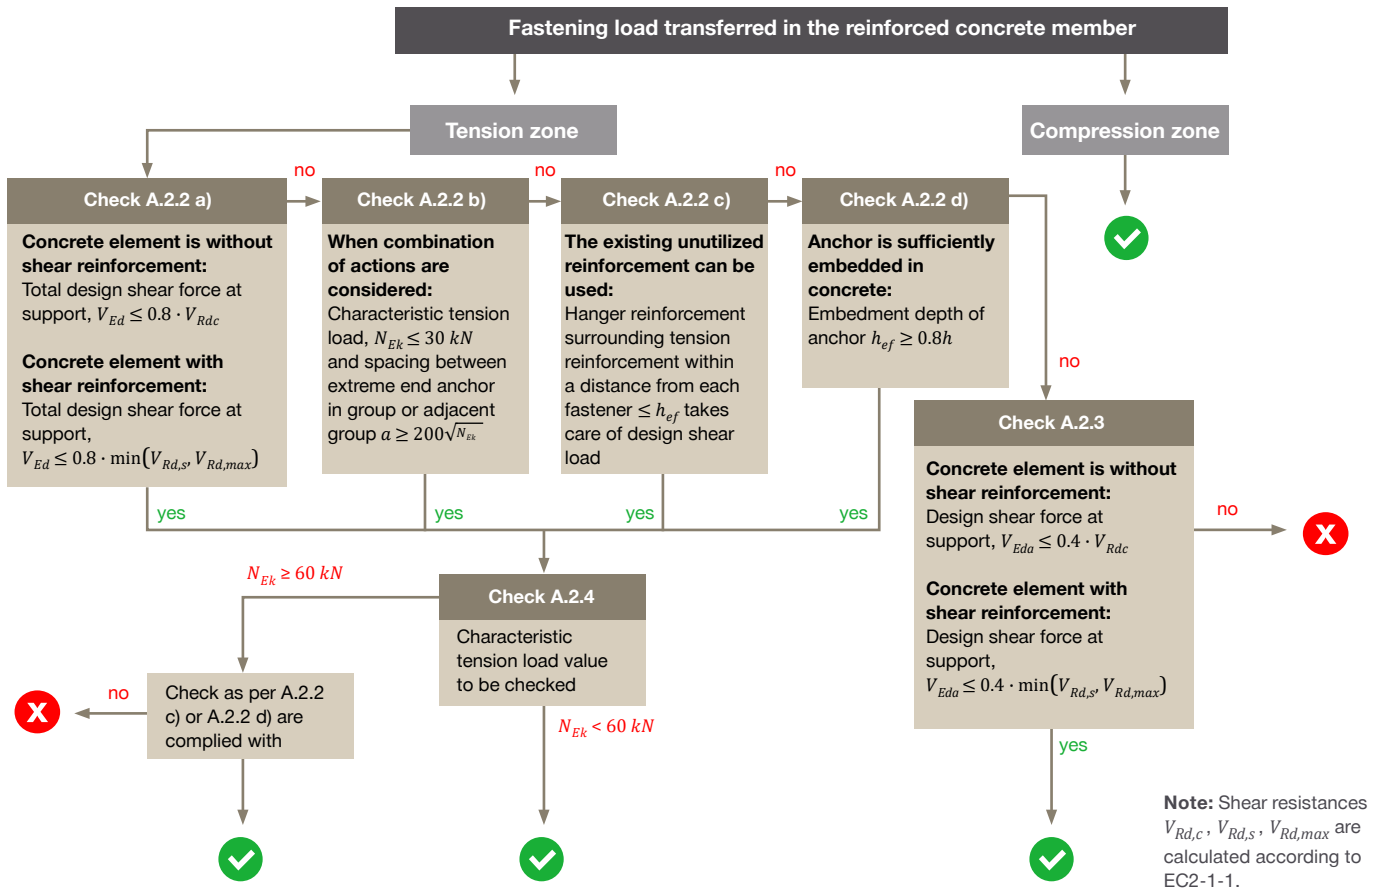 Fastening load transferred in the reinforced concrete member
Tension zone
Compression zone
no
no
no
Check A.2.2 a)
Concrete element is without
shear reinforcement:
Total design shear force at
support, V_Ed ≤ 0.8 · V_Rdc
Concrete element with
shear reinforcement:
Total design shear force at
support,
V_Ed ≤ 0.8 · min(V_Rd,s, V_Rd,max)
Check A.2.2 b)
When combination
of actions are
considered:
Characteristic tension
load, N_Ek ≤ 30 kN
and spacing between
extreme end anchor
in group or adjacent
group a ≥ 200√N_Ek
Check A.2.2 c)
The existing unutilized
reinforcement can be
used:
Hanger reinforcement
surrounding tension
reinforcement within
a distance from each
fastener ≤ h_ef takes
care of design shear
load
Check A.2.2 d)
Anchor is sufficiently
embedded in
concrete:
Embedment depth of
anchor h_ef ≥ 0.8h
no
yes
yes
yes
yes
Check A.2.3
Concrete element is without
shear reinforcement:
Design shear force at
support, V_Eda ≤ 0.4 · V_Rdc
Concrete element with
shear reinforcement:
Design shear force at
support,
V_Eda ≤ 0.4 · min(V_Rd,s, V_Rd,max)
no
yes
N_Ek ≥ 60 kN
Check A.2.4
Characteristic
tension load value
to be checked
N_Ek < 60 kN
no
Check as per A.2.2
c) or A.2.2 d) are
complied with
Note: Shear resistances
V_Rd,c , V_Rd,s , V_Rd,max are
calculated according to
EC2-1-1.